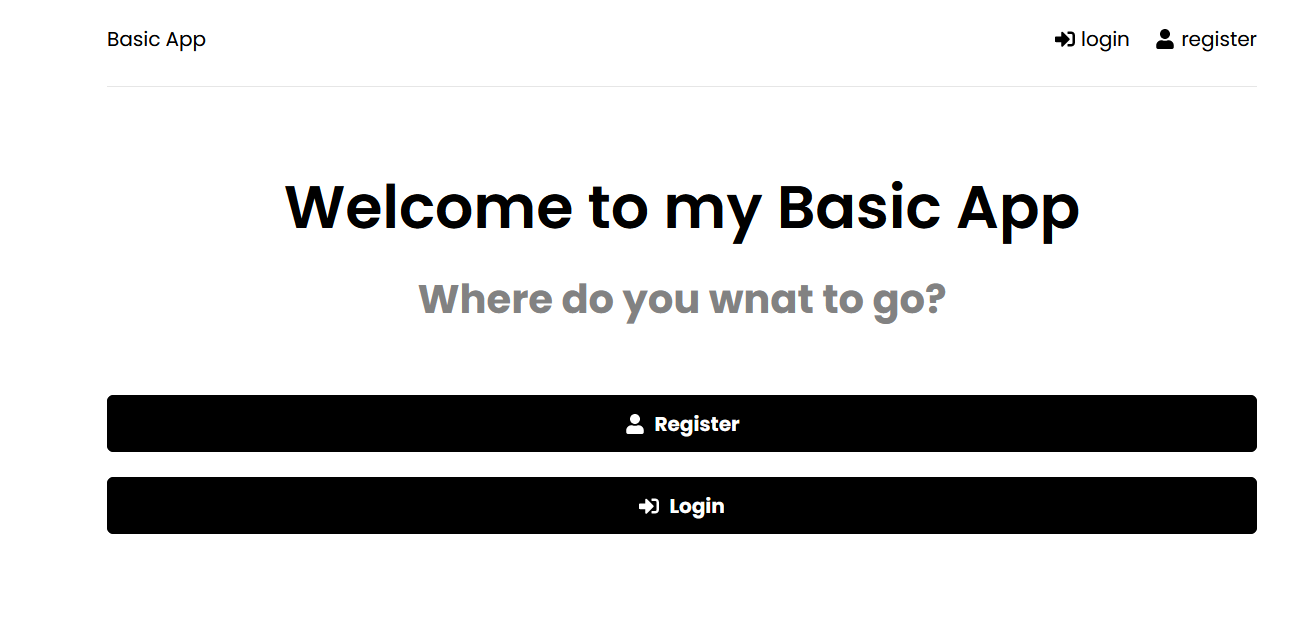 Basic App login register
Welcome to my Basic App
Where do you wnat to go?
Register
Login